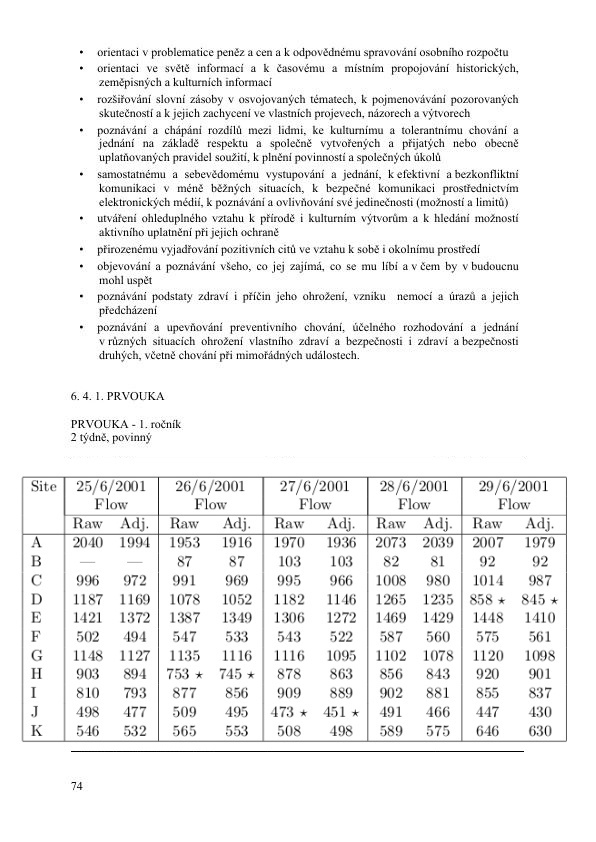 • orientaci v problematice peněz a cen a k odpovědnému spravování osobního rozpočtu
• orientaci ve světě informací a k časovému a místním propojování historických,
zeměpisných a kulturních informací
• rozšiřování slovní zásoby v osvojovaných tématech, k pojmenovávání pozorovaných
skutečností a k jejich zachycení ve vlastních projevech, názorech a výtvorech
• poznávání a chápání rozdílů mezi lidmi, ke kulturnímu a tolerantnímu chování a
jednání na základě respektu a společně vytvořených a přijatých nebo obecně
uplatňovaných pravidel soužití, k plnění povinností a společných úkolů
• samostatnému a sebevědomému vystupování a jednání, k efektivní a bezkonfliktní
komunikaci v méně běžných situacích, k bezpečné komunikaci prostřednictvím
elektronických médií, k poznávání a ovlivňování své jedinečnosti (možností a limitů)
• utváření ohleduplného vztahu k přírodě i kulturním výtvorům a k hledání možností
aktivního uplatnění při jejich ochraně
• přirozenému vyjadřování pozitivních citů ve vztahu k sobě i okolnímu prostředí
• objevování a poznávání všeho, co jej zajímá, co se mu líbí a v čem by v budoucnu
mohl uspět
• poznávání podstaty zdraví i příčin jeho ohrožení, vzniku nemocí a úrazů a jejich
předcházení
• poznávání a upevňování preventivního chování, účelného rozhodování a jednání
v různých situacích ohrožení vlastního zdraví a bezpečnosti i zdraví a bezpečnosti
druhých, včetně chování při mimořádných událostech.
6. 4. 1. PRVOUKA
PRVOUKA - 1. ročník
2 týdně, povinný
Site 25/6/2001 26/6/2001 27/6/2001 28/6/2001 29/6/2001
Flow Flow Flow Flow Flow
Raw Adj. Raw Adj. Raw Adj. Raw Adj. Raw Adj.
A 2040 1994 1953 1916 1970 1936 2073 2039 2007 1979
B — — 87 87 103 103 82 81 92 92
C 996 972 991 969 995 966 1008 980 1014 987
D 1187 1169 1078 1052 1182 1146 1265 1235 858 ⋆ 845 ⋆
E 1421 1372 1387 1349 1306 1272 1469 1429 1448 1410
F 502 494 547 533 543 522 587 560 575 561
G 1148 1127 1135 1116 1116 1095 1102 1078 1120 1098
H 903 894 753 ⋆ 745 ⋆ 878 863 856 843 920 901
I 810 793 877 856 909 889 902 881 855 837
J 498 477 509 495 473 ⋆ 451 ⋆ 491 466 447 430
K 546 532 565 553 508 498 589 575 646 630
74